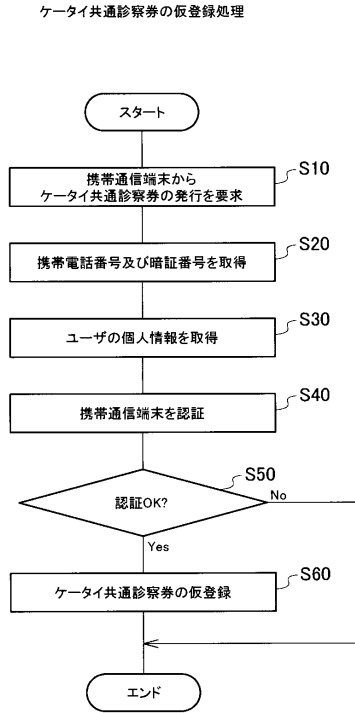 ケータイ共通診察券の仮登録処理
スタート
携帯通信端末から
ケータイ共通診察券の発行を要求
S10
携帯電話番号及び暗証番号を取得
S20
ユーザの個人情報を取得
S30
携帯通信端末を認証
S40
認証OK?
S50
No
Yes
ケータイ共通診察券の仮登録
S60
エンド